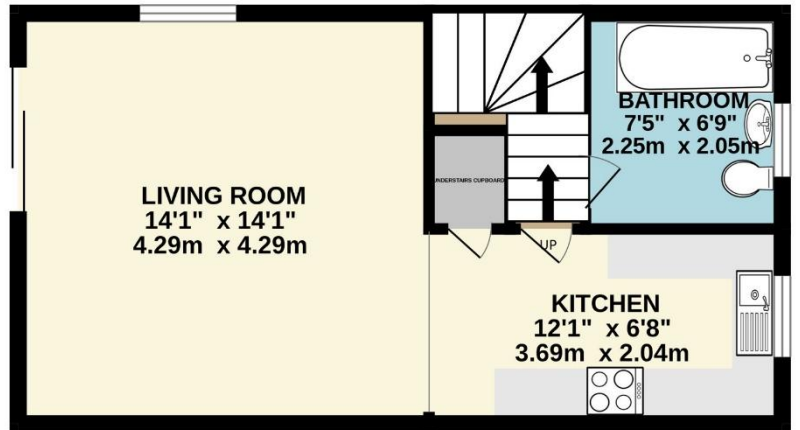 BATHROOM
7'5" x 6'9"
2.25m x 2.05m
UNDERSTAIRS CUPBOARD
LIVING ROOM
14'1" x 14'1"
4.29m x 4.29m
UP
KITCHEN
12'1" x 6'8"
3.69m x 2.04m